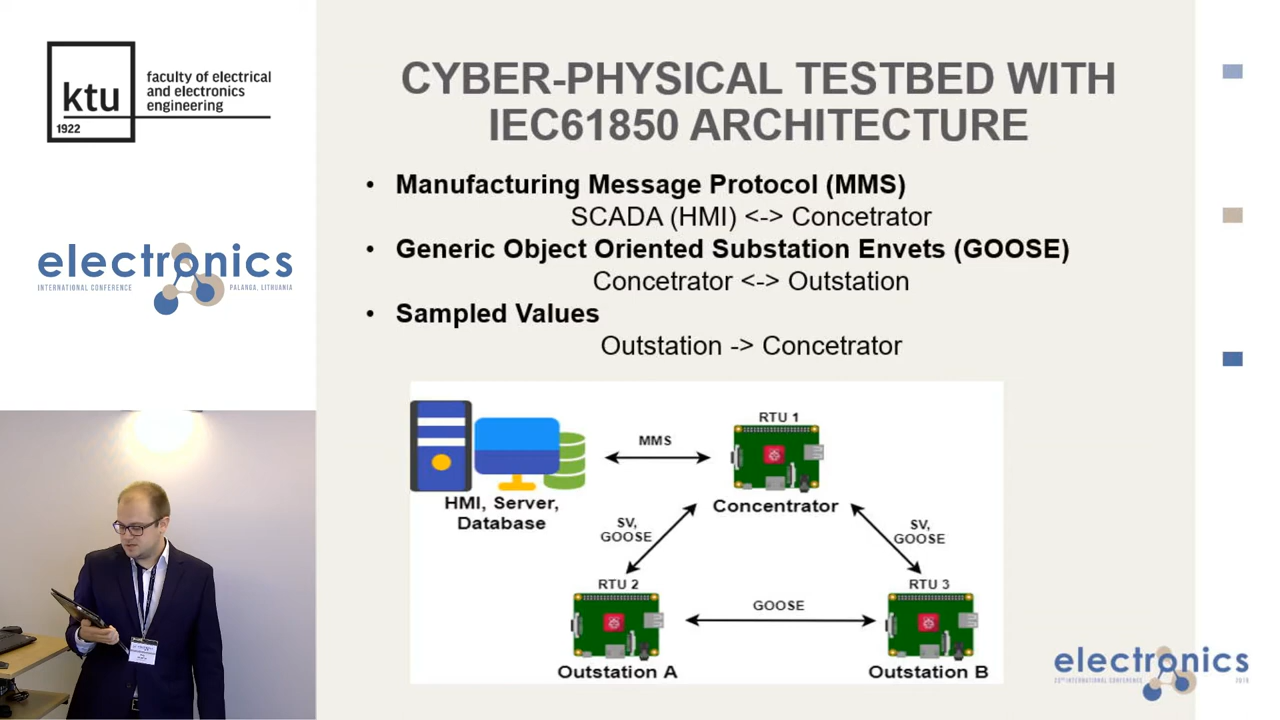 ktu
1922
faculty of electrical
and electronics
engineering
electronics
INTERNATIONAL CONFERENCE
PALANGA, LITHUANIA
CYBER-PHYSICAL TESTBED WITH
IEC61850 ARCHITECTURE
• Manufacturing Message Protocol (MMS)
SCADA (HMI) <-> Concetrator
• Generic Object Oriented Substation Envets (GOOSE)
Concetrator <-> Outstation
• Sampled Values
Outstation -> Concetrator
RTU 1
MMS
HMI, Server,
Database
Concentrator
SV,
GOOSE
SV,
GOOSE
RTU 2
RTU 3
GOOSE
Outstation A
Outstation B
electronics
INTERNATIONAL CONFERENCE